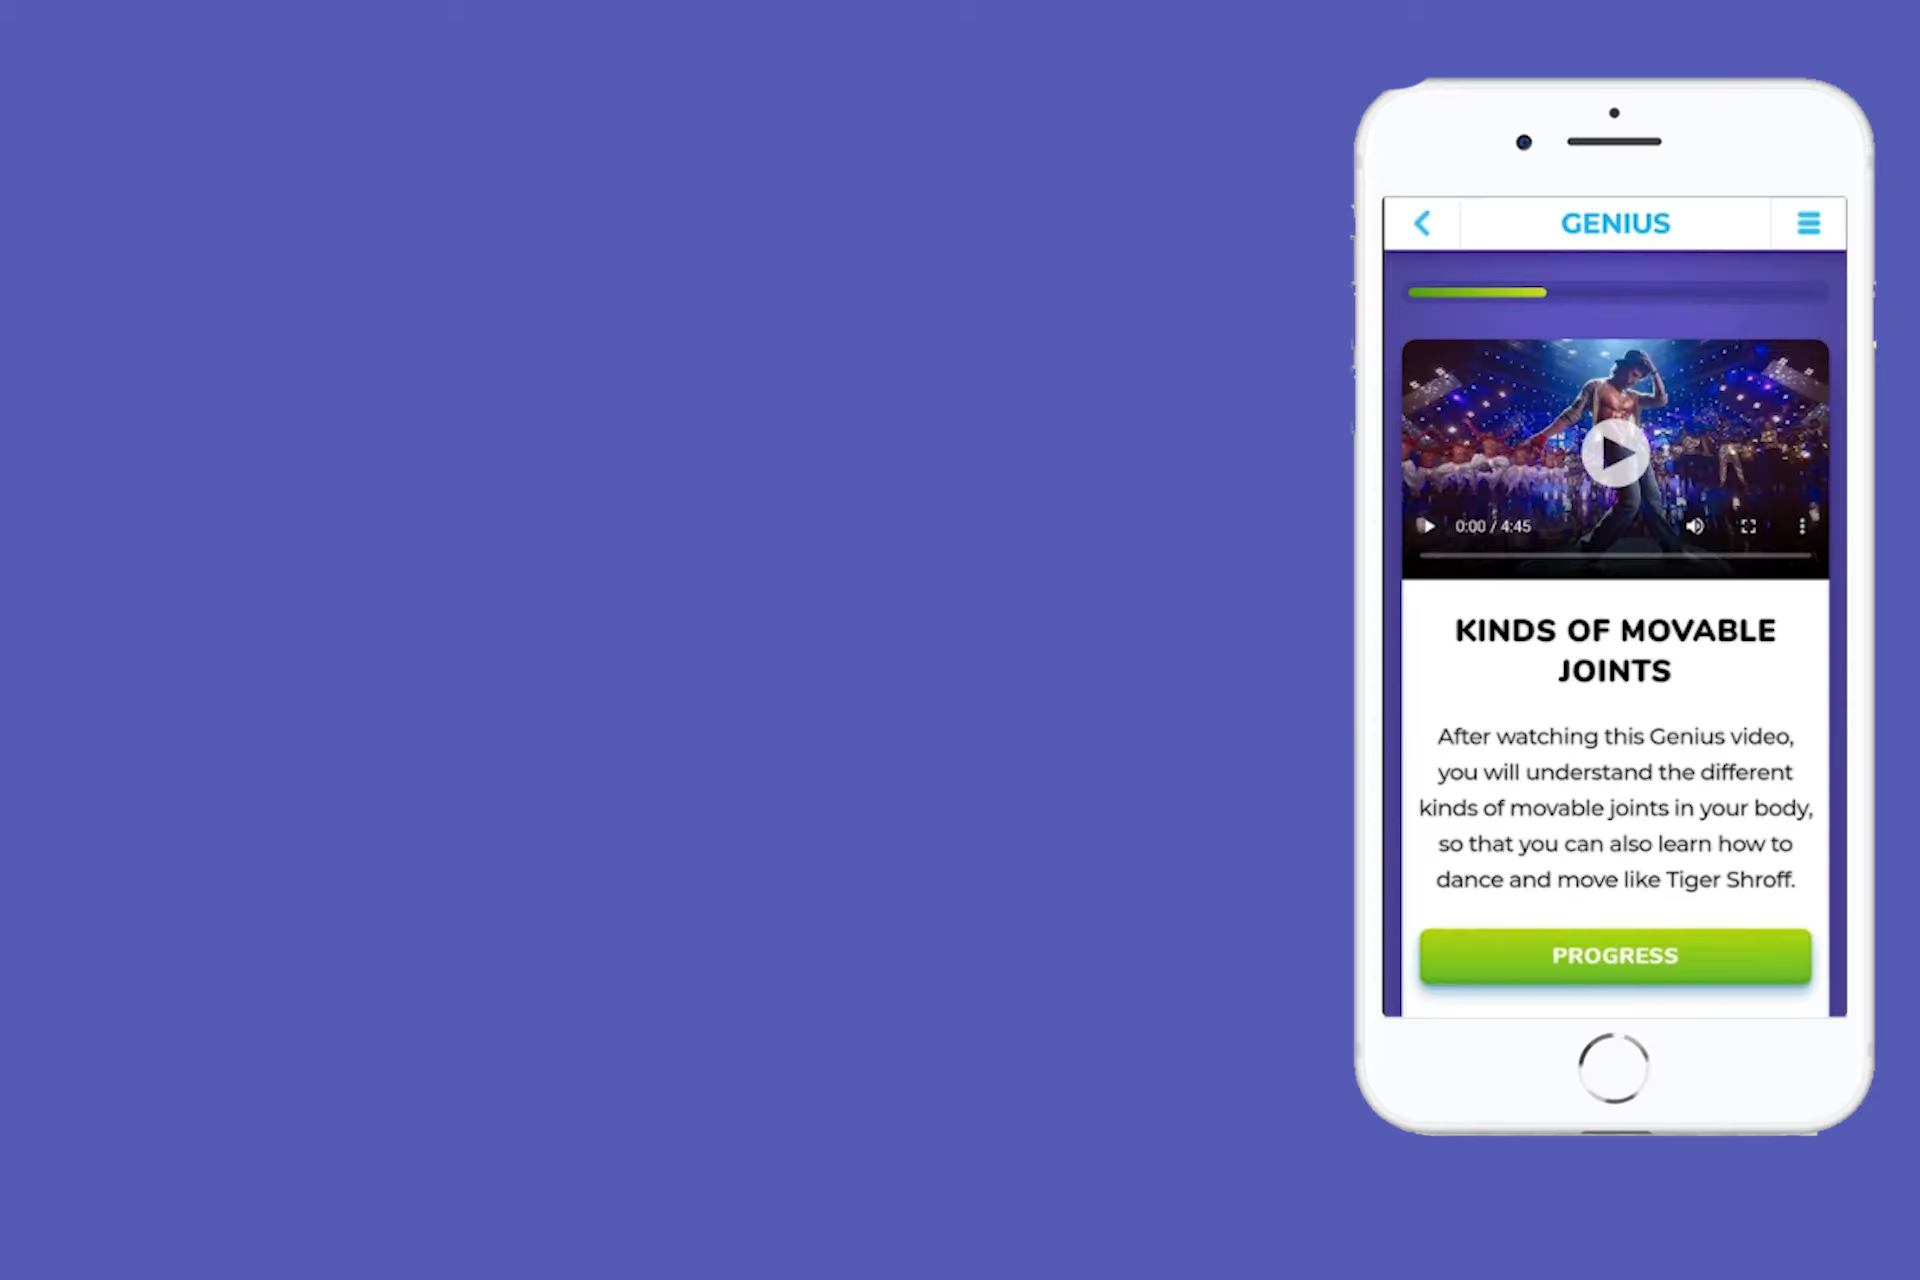 GENIUS
0:00 / 4:45
KINDS OF MOVABLE
JOINTS
After watching this Genius video,
you will understand the different
kinds of movable joints in your body,
so that you can also learn how to
dance and move like Tiger Shroff.
PROGRESS